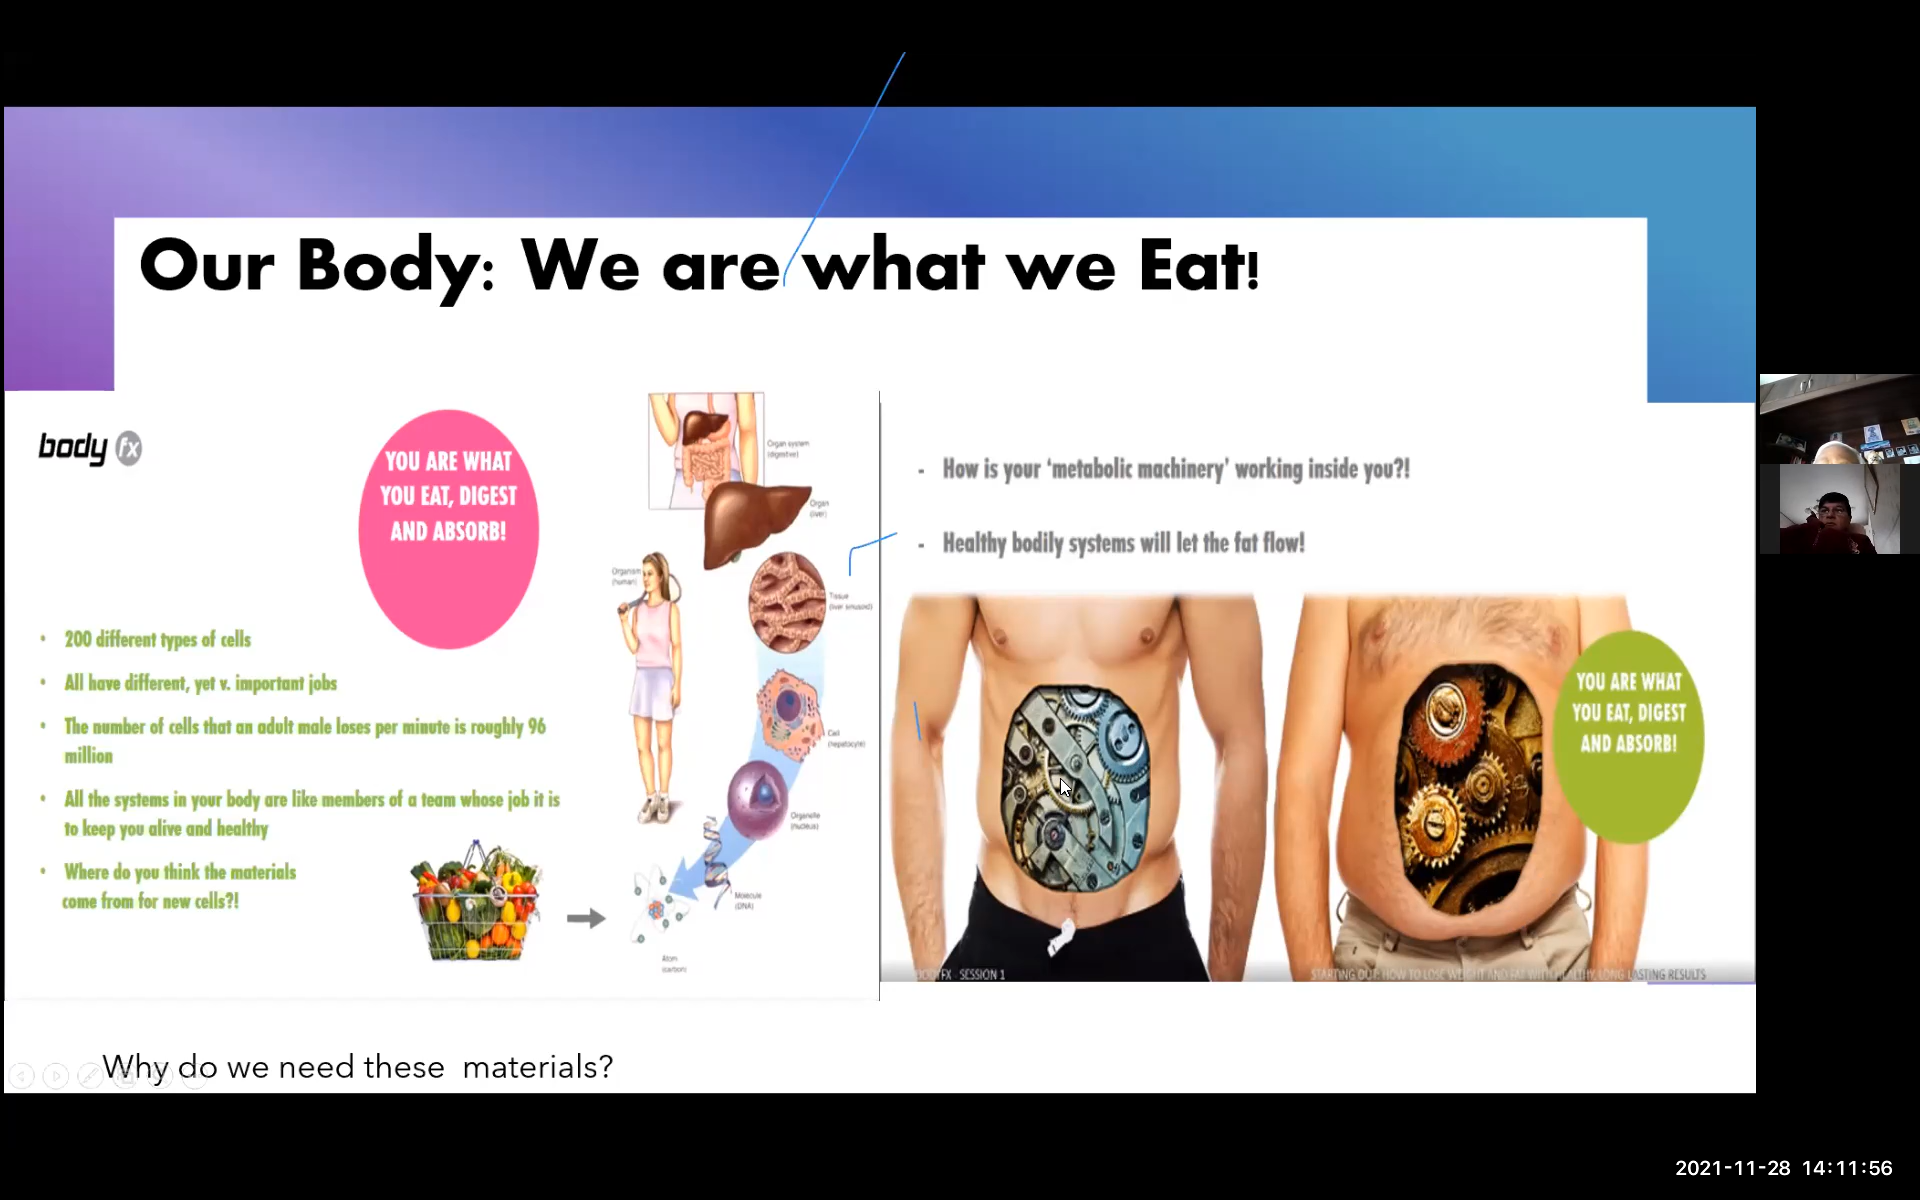 Our Body: We are what we Eat!
body fx
YOU ARE WHAT
YOU EAT, DIGEST
AND ABSORB!
• 200 different types of cells
• All have different, yet v. important jobs
• The number of cells that an adult male loses per minute is roughly 96
million
• All the systems in your body are like members of a team whose job it is
to keep you alive and healthy
• Where do you think the materials
come from for new cells?!
Organ system
(digestive)
Organ
(liver)
Organism
(human)
Tissue
(liver sinusoid)
Cell
(hepatocyte)
Organelle
(nucleus)
Molecule
(DNA)
Atom
(carbon)
- How is your ‘metabolic machinery’ working inside you?!
- Healthy bodily systems will let the fat flow!
YOU ARE WHAT
YOU EAT, DIGEST
AND ABSORB!
BODYFX - SESSION 1
STARTING OUT: HOW TO LOSE WEIGHT AND FAT WITH HEALTHY, LONG LASTING RESULTS
Why do we need these materials?
2021-11-28 14:11:56